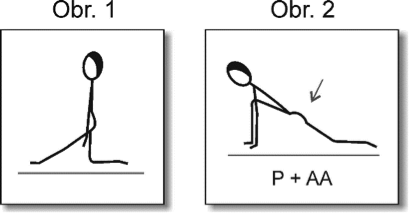 Obr. 1
Obr. 2
P + AA